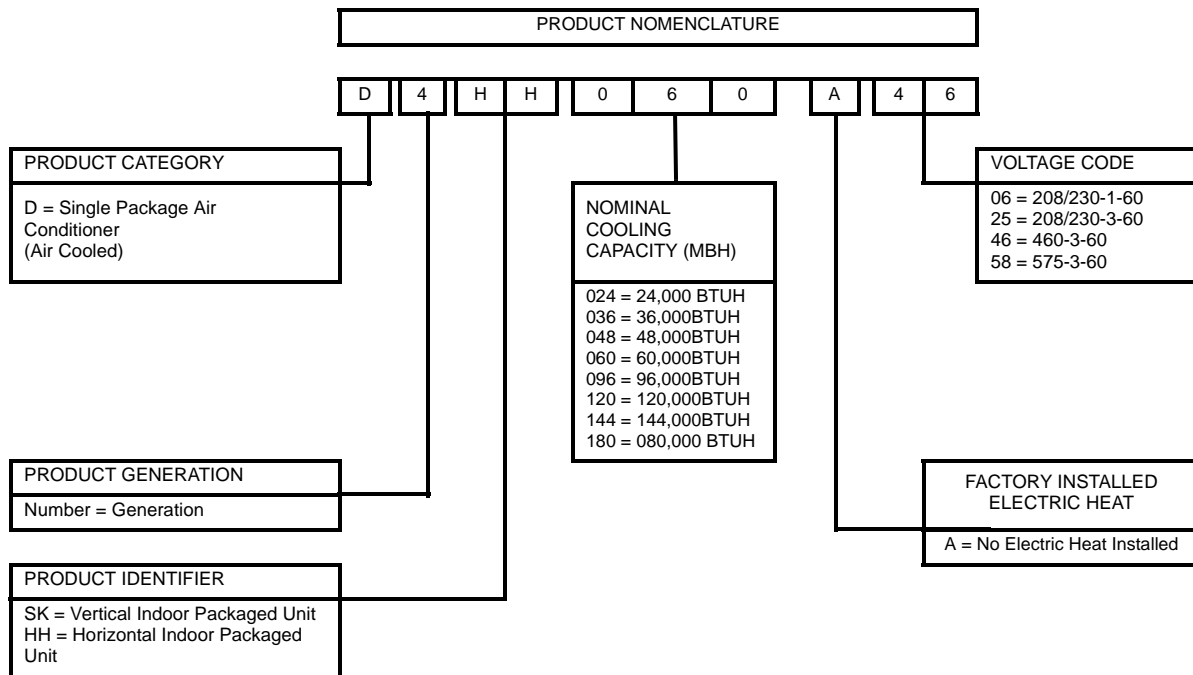 PRODUCT NOMENCLATURE
D 4 H H 0 6 0 A 4 6
PRODUCT CATEGORY
D = Single Package Air
Conditioner
(Air Cooled)
NOMINAL
COOLING
CAPACITY (MBH)
024 = 24,000 BTUH
036 = 36,000BTUH
048 = 48,000BTUH
060 = 60,000BTUH
096 = 96,000BTUH
120 = 120,000BTUH
144 = 144,000BTUH
180 = 080,000 BTUH
VOLTAGE CODE
06 = 208/230-1-60
25 = 208/230-3-60
46 = 460-3-60
58 = 575-3-60
PRODUCT GENERATION
Number = Generation
FACTORY INSTALLED
ELECTRIC HEAT
A = No Electric Heat Installed
PRODUCT IDENTIFIER
SK = Vertical Indoor Packaged Unit
HH = Horizontal Indoor Packaged
Unit